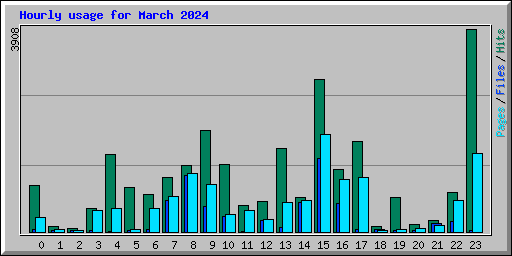 Hourly usage for March 2024
3908
Pages/Files/Hits
0 1 2 3 4 5 6 7 8 9 10 11 12 13 14 15 16 17 18 19 20 21 22 23